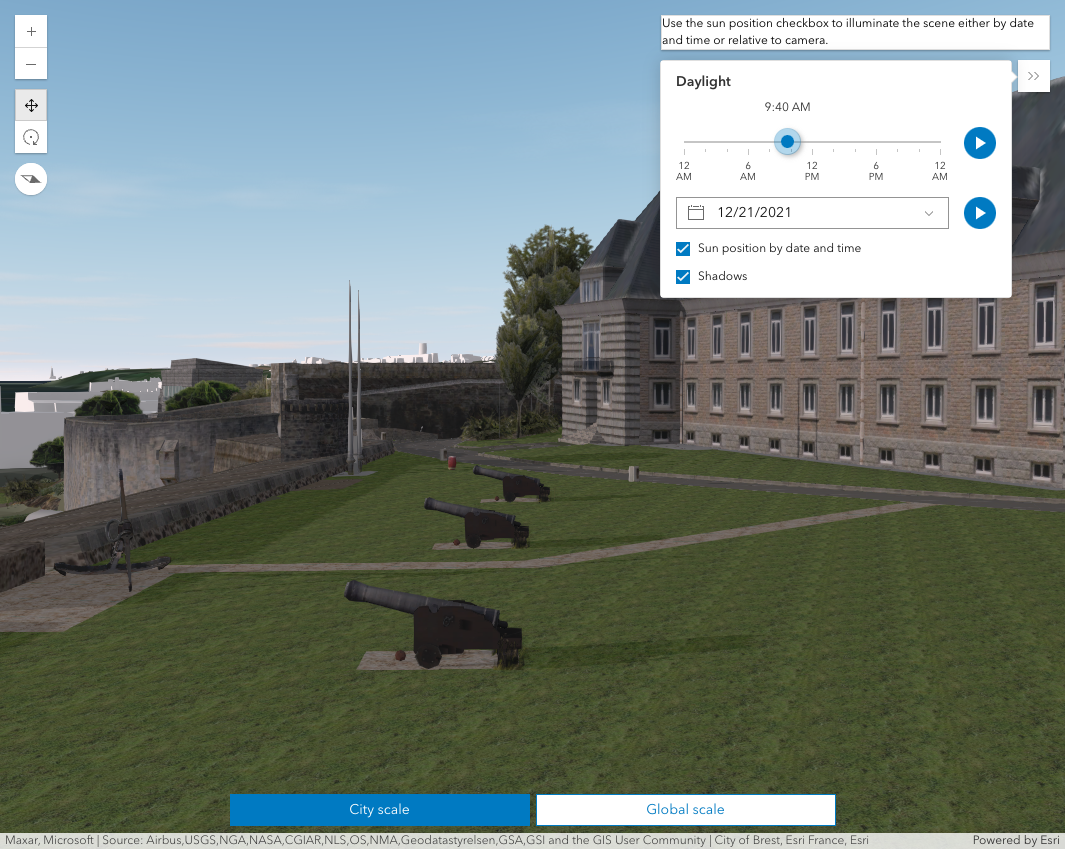 Use the sun position checkbox to illuminate the scene either by date
and time or relative to camera.
Daylight
9:40 AM
12 AM
6 AM
12 PM
6 PM
12 AM
12/21/2021
Sun position by date and time
Shadows
City scale
Global scale
Maxar, Microsoft | Source: Airbus,USGS,NGA,NASA,CGIAR,NLS,OS,NMA,Geodatastyrelsen,GSA,GSI and the GIS User Community | City of Brest, Esri France, Esri
Powered by Esri